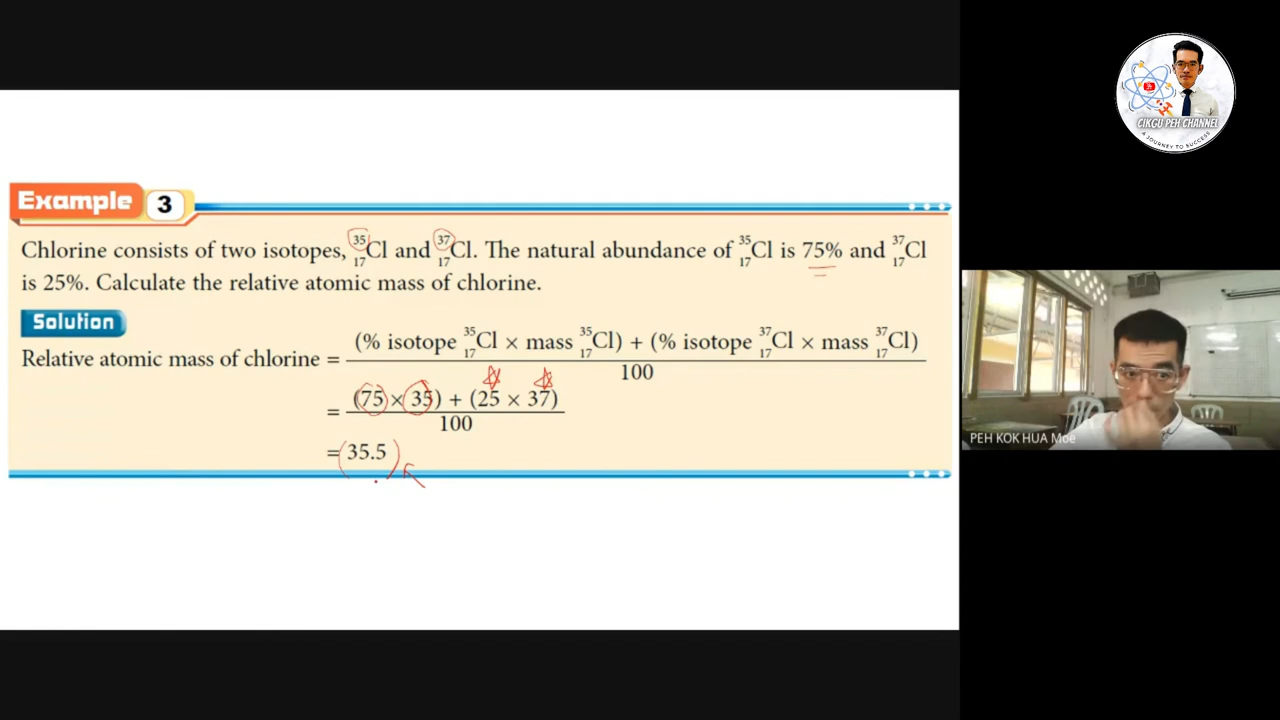 CIKGU PEH CHANNEL
A JOURNEY TO SUCCESS
Example 3
Chlorine consists of two isotopes, ³⁵₁₇Cl and ³⁷₁₇Cl. The natural abundance of ³⁵₁₇Cl is 75% and ³⁷₁₇Cl
is 25%. Calculate the relative atomic mass of chlorine.
Solution
Relative atomic mass of chlorine = (% isotope ³⁵₁₇Cl × mass ³⁵₁₇Cl) + (% isotope ³⁷₁₇Cl × mass ³⁷₁₇Cl)
100
= (75 × 35) + (25 × 37)
100
= 35.5
PEH KOK HUA Moe